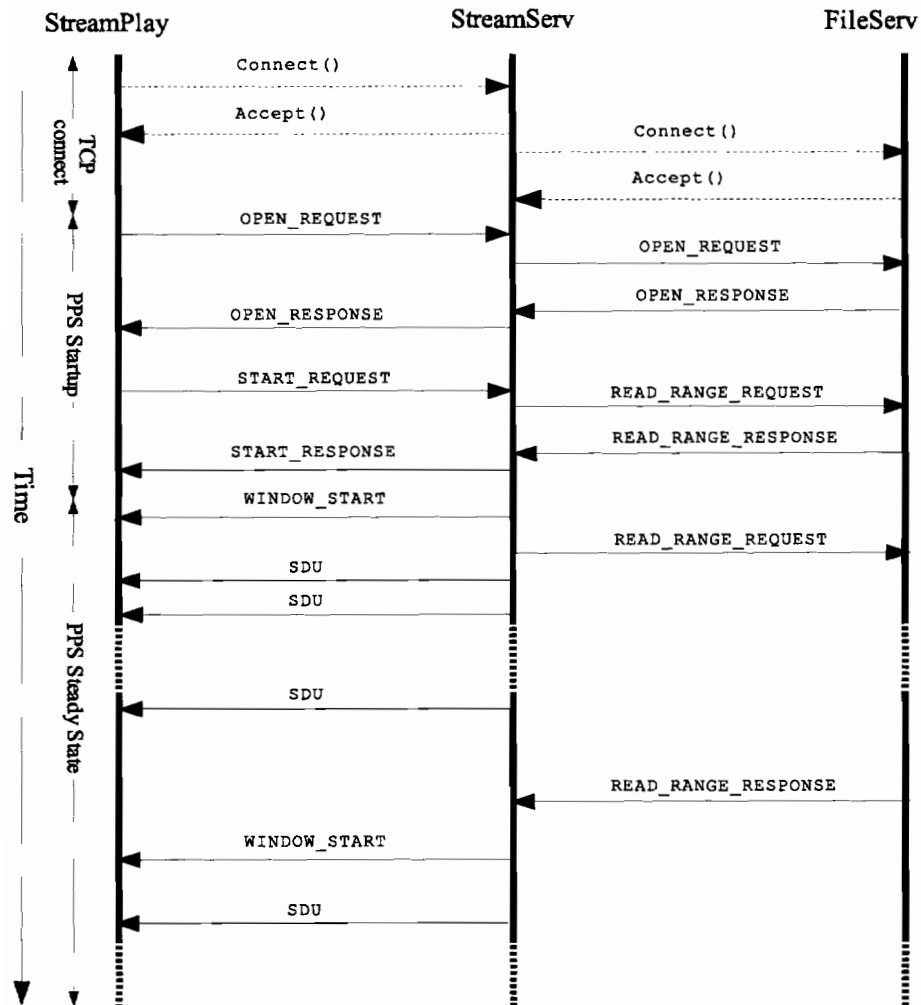 StreamPlay
StreamServ
FileServ
Connect()
Accept()
Connect()
Accept()
TCP
connect
OPEN_REQUEST
OPEN_REQUEST
OPEN_RESPONSE
OPEN_RESPONSE
PPS Startup
START_REQUEST
READ_RANGE_REQUEST
READ_RANGE_RESPONSE
START_RESPONSE
Time
WINDOW_START
READ_RANGE_REQUEST
SDU
SDU
PPS Steady State
SDU
READ_RANGE_RESPONSE
WINDOW_START
SDU